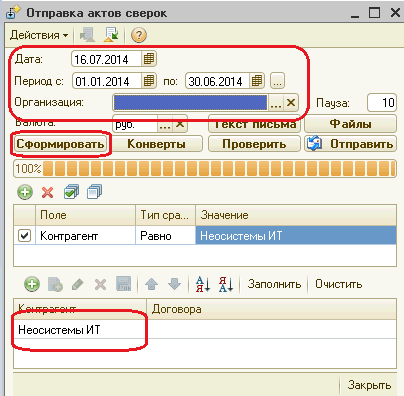 Отправка актов сверок
Действия
Дата: 16.07.2014
Период с: 01.01.2014 по: 30.06.2014 ...
Организация: ... Пауза: 10
Валюта: руб. ... Текст письма Файлы
Сформировать Конверты Проверить Отправить
100%
Поле Тип сра... Значение
Контрагент Равно Неосистемы ИТ
Заполнить Очистить
Контрагент Договора
Неосистемы ИТ
Закрыть